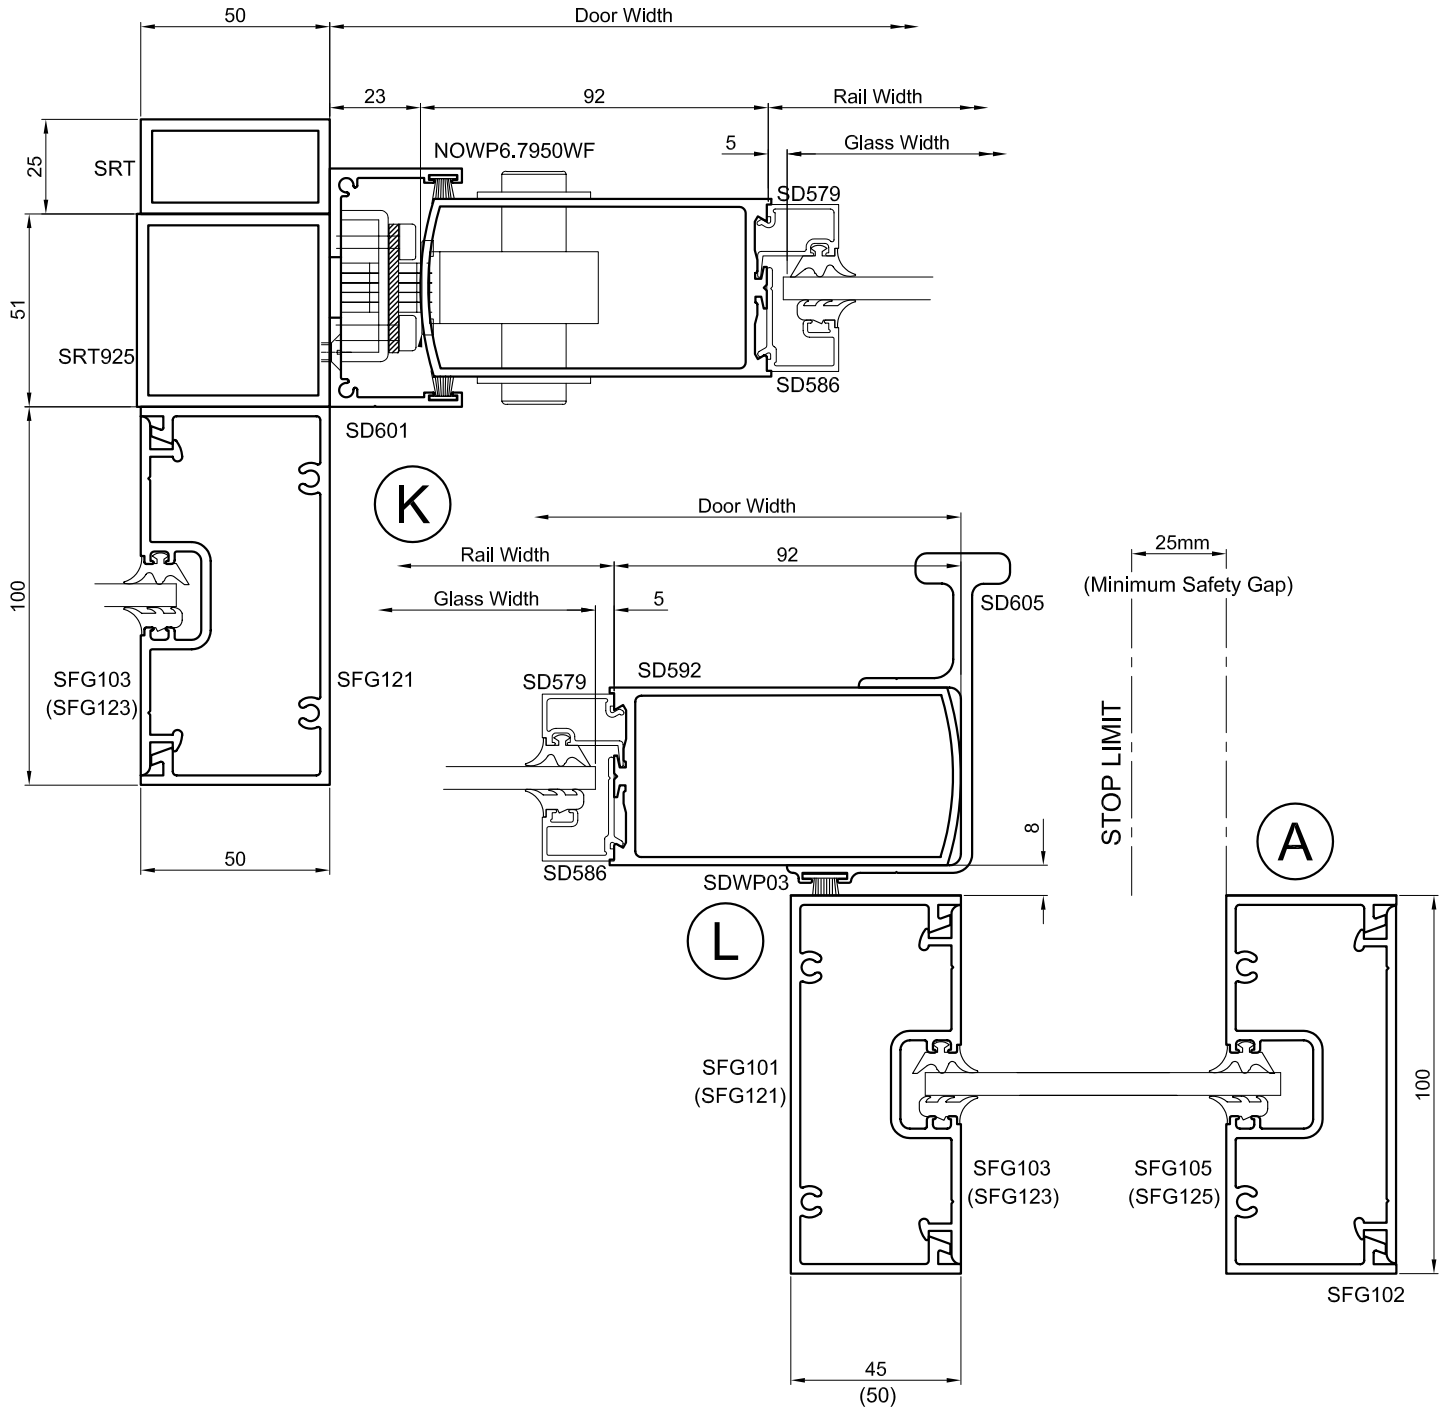 50
Door Width
23
92
Rail Width
5
Glass Width
25
SRT
NOWP6.7950WF
SD579
51
SRT925
SD586
SD601
K
Door Width
Rail Width
92
25mm
(Minimum Safety Gap)
Glass Width
5
SD605
100
SFG103
(SFG123)
SFG121
SD579
SD592
STOP LIMIT
8
A
50
SD586
SDWP03
L
SFG101
(SFG121)
100
SFG103
(SFG123)
SFG105
(SFG125)
SFG102
45
(50)